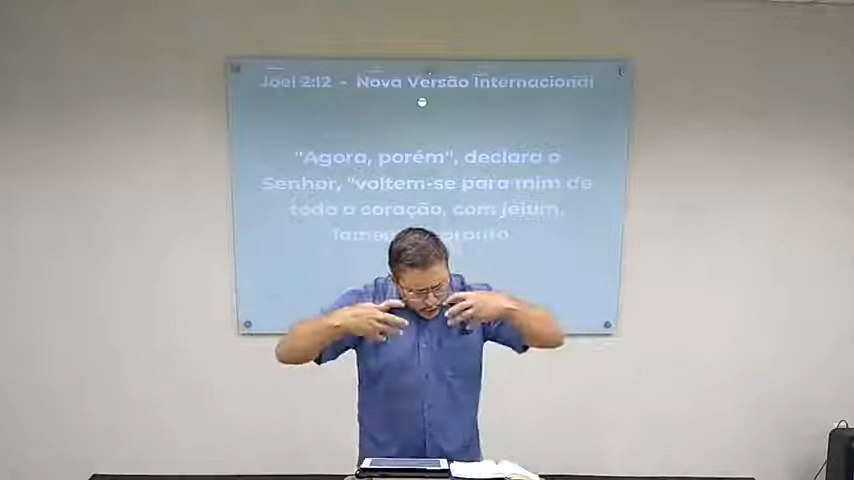 Joel 2:12 - Nova Versão Internacional
"Agora, porém", declara o
Senhor, "voltem-se para mim de
todo o coração, com jejum,
pranto.